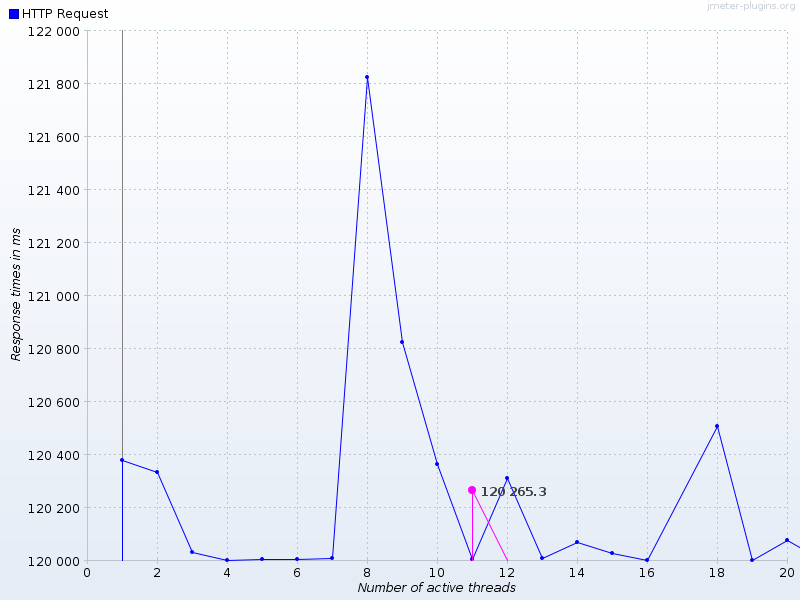 jmeter-plugins.org
HTTP Request
122 000
121 800
121 600
121 400
121 200
121 000
120 800
120 600
120 400
120 200
120 000
Response times in ms
120 265.3
0 2 4 6 8 10 12 14 16 18 20
Number of active threads